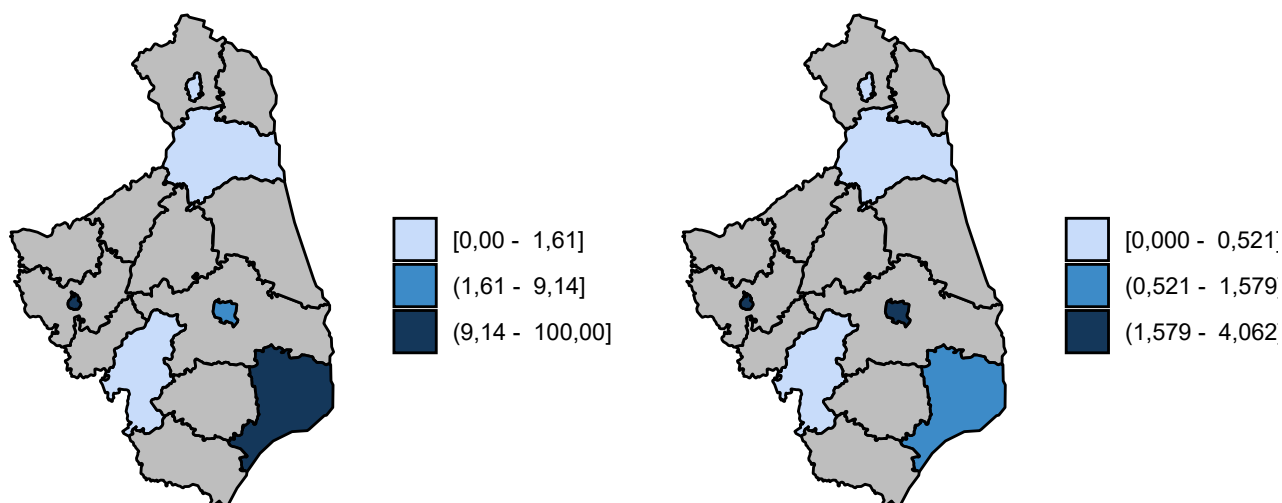 [0,00 - 1,61]
(1,61 - 9,14]
(9,14 - 100,00]
[0,000 - 0,521]
(0,521 - 1,579]
(1,579 - 4,062]